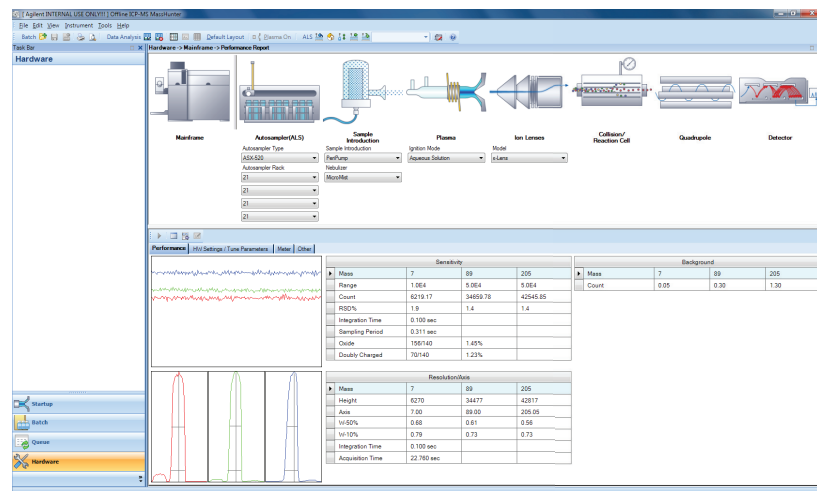 Agilent INTERNAL USE ONLY!!! | Offline ICP-MS MassHunter
File Edit View Instrument Tools Help
Batch Data Analysis Default Layout Plasma On ALS
Task Bar Hardware -> Mainframe -> Performance Report
Hardware
Mainframe Autosampler(ALS) Sample Introduction Plasma Ion Lenses Collision/ Reaction Cell Quadrupole Detector
Autosampler Type Sample Introduction Ignition Mode Model
ASX-520 PeriPump Aqueous Solution x-Lens
Autosampler Rack Nebulizer
21 MicroMist
21
21
21
Performance HW Settings / Tune Parameters Meter Other
Sensitivity Background
Mass 7 89 205 Mass 7 89 205
Range 1.0E4 5.0E4 5.0E4 Count 0.05 0.30 1.30
Count 6219.17 34659.78 42545.85
RSD% 1.9 1.4 1.4
Integration Time 0.100 sec
Sampling Period 0.311 sec
Oxide 156/140 1.45%
Doubly Charged 70/140 1.23%
Resolution/Axis
Mass 7 89 205
Height 6270 34477 42817
Axis 7.00 89.00 205.05
W-50% 0.68 0.61 0.56
W-10% 0.79 0.73 0.73
Integration Time 0.100 sec
Acquisition Time 22.760 sec
Startup
Batch
Queue
Hardware